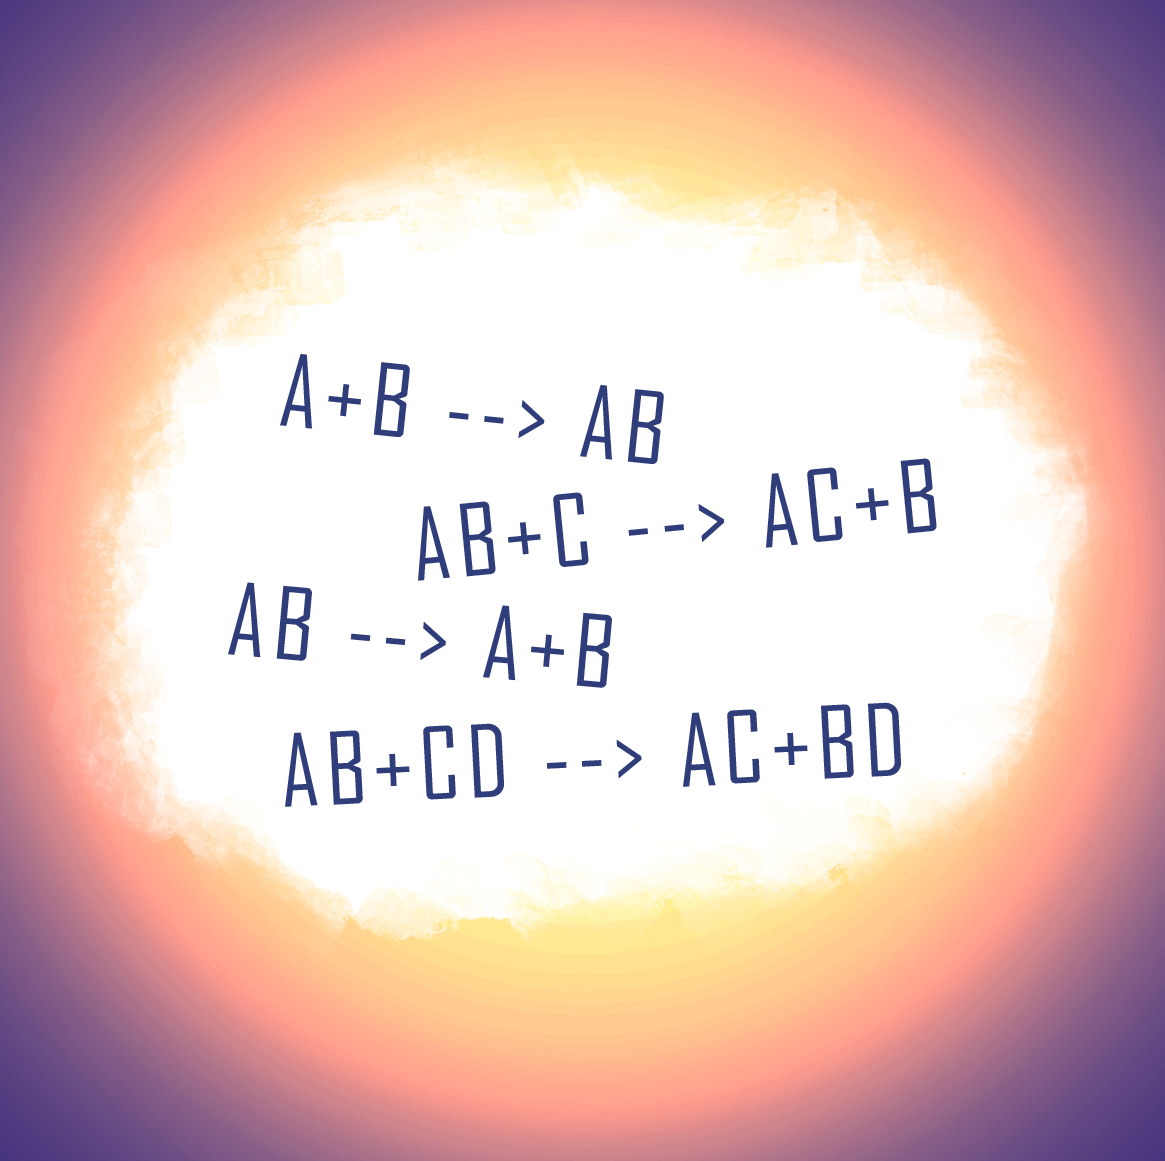 A+B --> AB
AB+C --> AC+B
AB --> A+B
AB+CD --> AC+BD